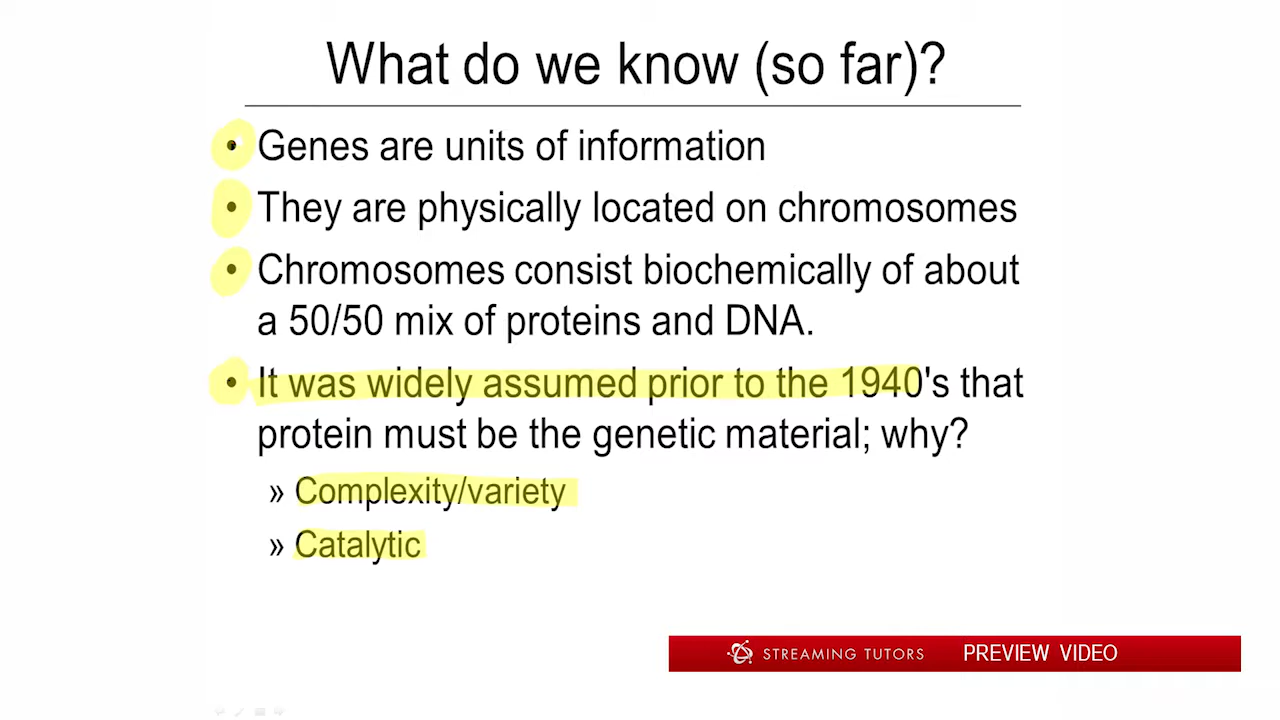 What do we know (so far)?
• Genes are units of information
• They are physically located on chromosomes
• Chromosomes consist biochemically of about
a 50/50 mix of proteins and DNA.
• It was widely assumed prior to the 1940's that
protein must be the genetic material; why?
» Complexity/variety
» Catalytic
STREAMING TUTORS PREVIEW VIDEO